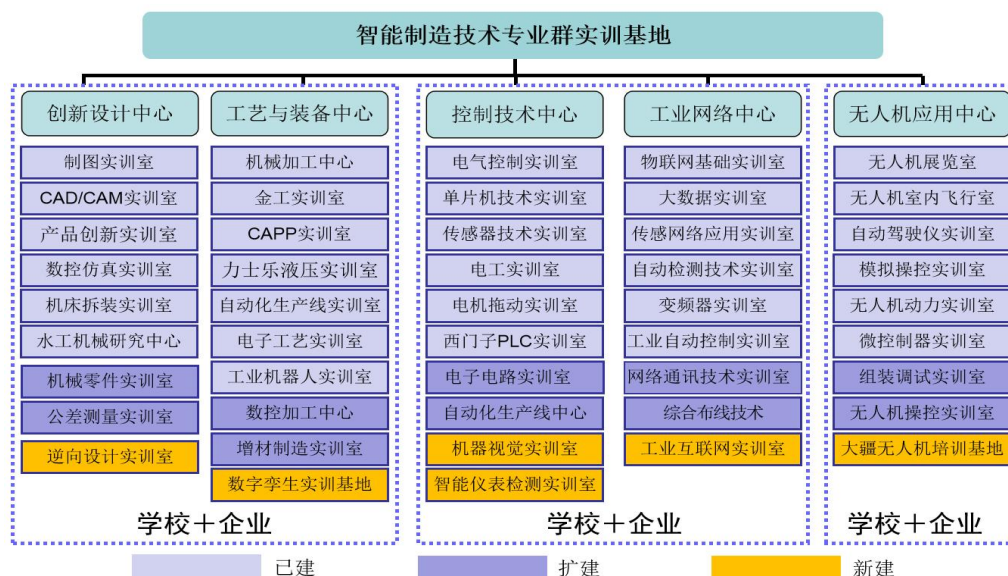 智能制造技术专业群实训基地
创新设计中心
制图实训室
CAD/CAM实训室
产品创新实训室
数控仿真实训室
机床拆装实训室
水工机械研究中心
机械零件实训室
公差测量实训室
逆向设计实训室
工艺与装备中心
机械加工中心
金工实训室
CAPP实训室
力士乐液压实训室
自动化生产线实训室
电子工艺实训室
工业机器人实训室
数控加工中心
增材制造实训室
数字孪生实训基地
学校＋企业
控制技术中心
电气控制实训室
单片机技术实训室
传感器技术实训室
电工实训室
电机拖动实训室
西门子PLC实训室
电子电路实训室
自动化生产线中心
机器视觉实训室
智能仪表检测实训室
工业网络中心
物联网基础实训室
大数据实训室
传感网络应用实训室
自动检测技术实训室
变频器实训室
工业自动控制实训室
网络通讯技术实训室
综合布线技术
工业互联网实训室
学校＋企业
无人机应用中心
无人机展览室
无人机室内飞行室
自动驾驶仪实训室
模拟操控实训室
无人机动力实训室
微控制器实训室
组装调试实训室
无人机操控实训室
大疆无人机培训基地
学校＋企业
已建
扩建
新建